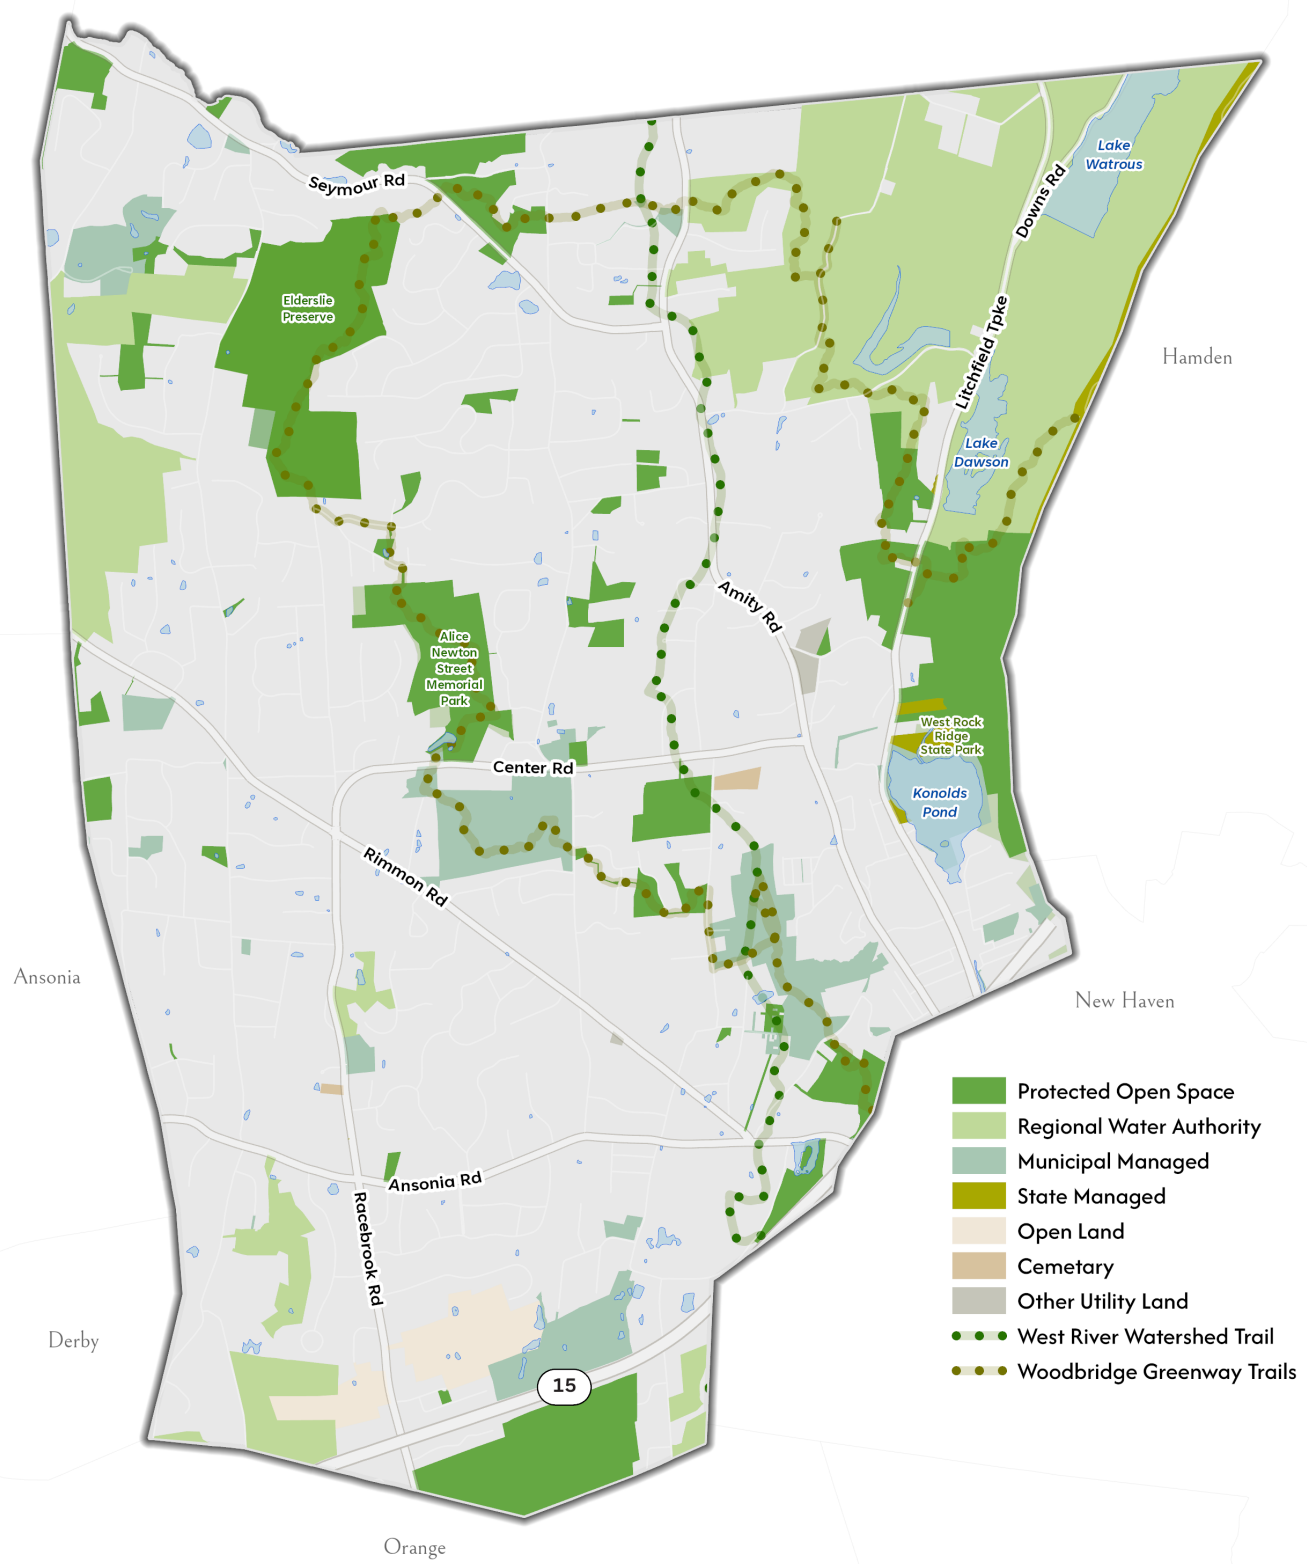 Lake
Watrous
Seymour Rd
Downs Rd
Elderslie
Preserve
Litchfield Tpke
Hamden
Lake
Dawson
Amity Rd
Alice
Newton
Street
Memorial
Park
West Rock
Ridge
State Park
Center Rd
Konolds
Pond
Rimmon Rd
Ansonia
New Haven
Protected Open Space
Regional Water Authority
Municipal Managed
State Managed
Open Land
Cemetary
Other Utility Land
West River Watershed Trail
Woodbridge Greenway Trails
Ansonia Rd
Racebrook Rd
Derby
15
Orange